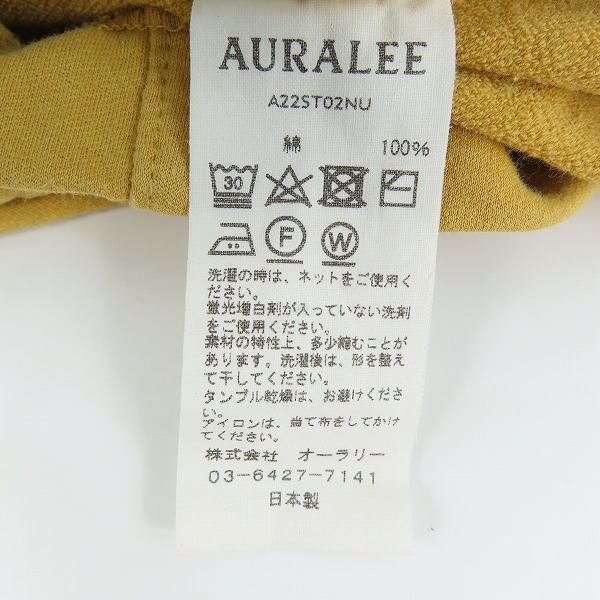 AURALEE
A22ST02NU
綿 100%
30
F W
洗濯の時は、ネットをご使用く
ださい。
蛍光増白剤が入っていない洗剤
をご使用ください。
素材の特性上、多少縮むことが
あります。洗濯後は、形を整え
て干してください。
タンブル乾燥は、お避けくださ
い。
アイロンは、当て布をしてかけ
てください。
株式会社 オーラリー
03-6427-7141
日本製